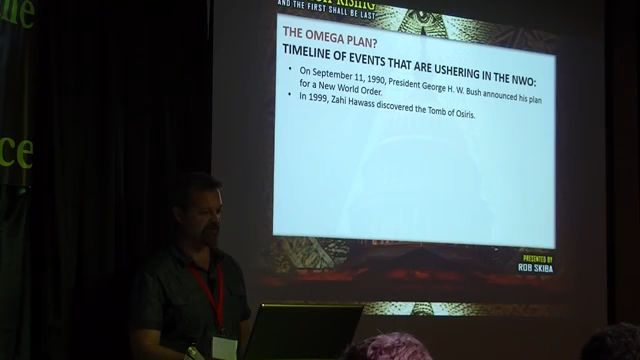 ne
ce
RISING
AND THE FIRST SHALL BE LAST
THE OMEGA PLAN?
TIMELINE OF EVENTS THAT ARE USHERING IN THE NWO:
• On September 11, 1990, President George H. W. Bush announced his plan
for a New World Order.
• In 1999, Zahi Hawass discovered the Tomb of Osiris.
PRESENTED BY
ROB SKIBA